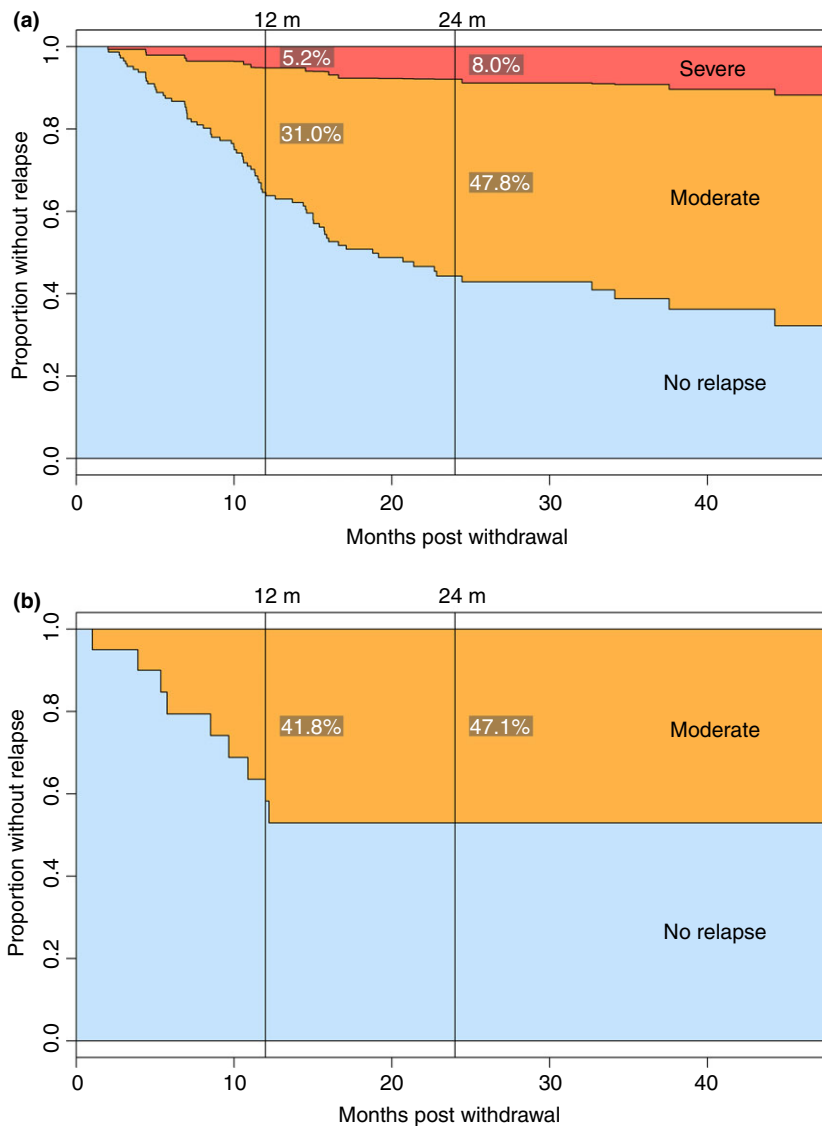 (a)
12 m
24 m
1.0
0.8
0.6
0.4
0.2
0.0
Proportion without relapse
5.2%
8.0%
Severe
31.0%
47.8%
Moderate
No relapse
0
10
20
30
40
Months post withdrawal
(b)
12 m
24 m
1.0
0.8
0.6
0.4
0.2
0.0
Proportion without relapse
41.8%
47.1%
Moderate
No relapse
0
10
20
30
40
Months post withdrawal